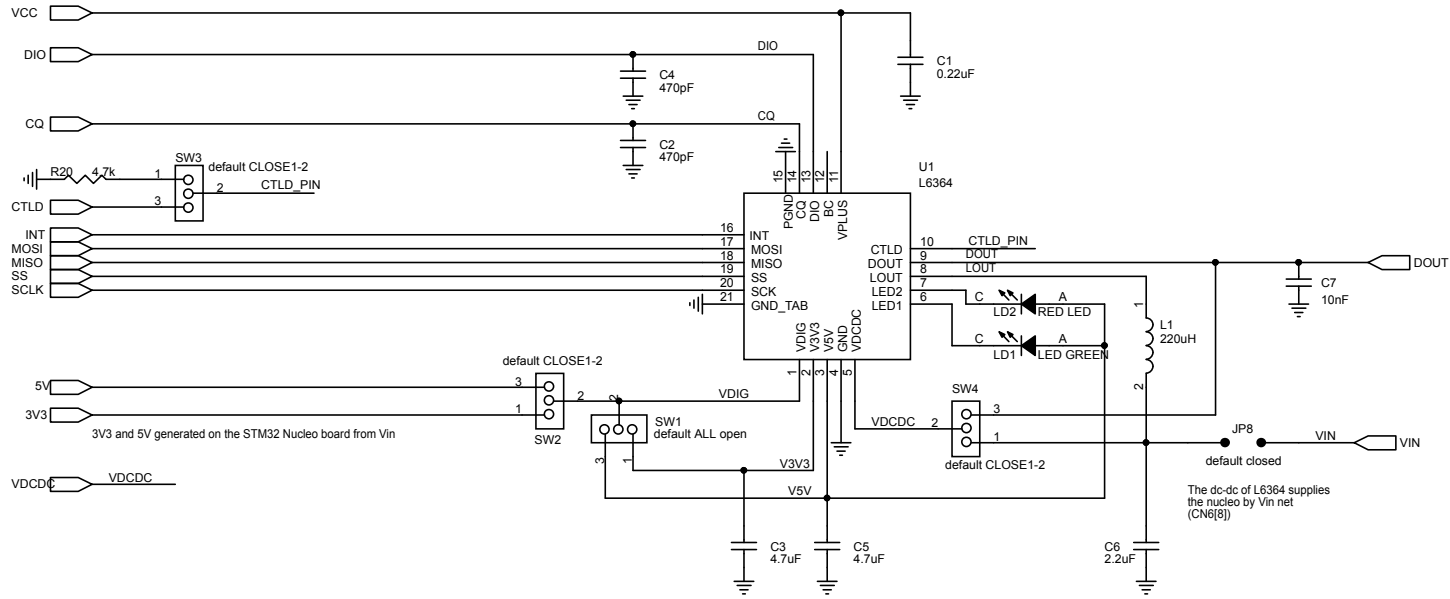 VCC
DIO
DIO
C4
470pF
C1
0.22uF
CQ
CQ
C2
470pF
SW3
default CLOSE1-2
R20
4.7k
1
2
CTLD_PIN
CTLD
3
U1
L6364
15
14
13
12
11
PGND
CQ
DIO
BC
VPLUS
INT
16
INT
MOSI
17
MOSI
MISO
18
MISO
SS
19
SS
SCLK
20
SCK
21
GND_TAB
CTLD
10
CTLD_PIN
DOUT
9
DOUT
DOUT
LOUT
8
LOUT
LED2
7
LED1
6
C7
10nF
C
A
LD2
RED LED
C
A
LD1
LED GREEN
1
L1
220uH
2
VDIG
V3V3
V5V
GND
VDCDC
1
2
3
4
5
default CLOSE1-2
5V
3
2
2
VDIG
3V3
1
SW2
3V3 and 5V generated on the STM32 Nucleo board from Vin
SW1
default ALL open
3
1
SW4
3
VDCDC
2
1
default CLOSE1-2
JP8
default closed
VIN
VIN
V3V3
V5V
VDCDC
VDCDC
The dc-dc of L6364 supplies
the nucleo by Vin net
(CN6[8])
C3
4.7uF
C5
4.7uF
C6
2.2uF